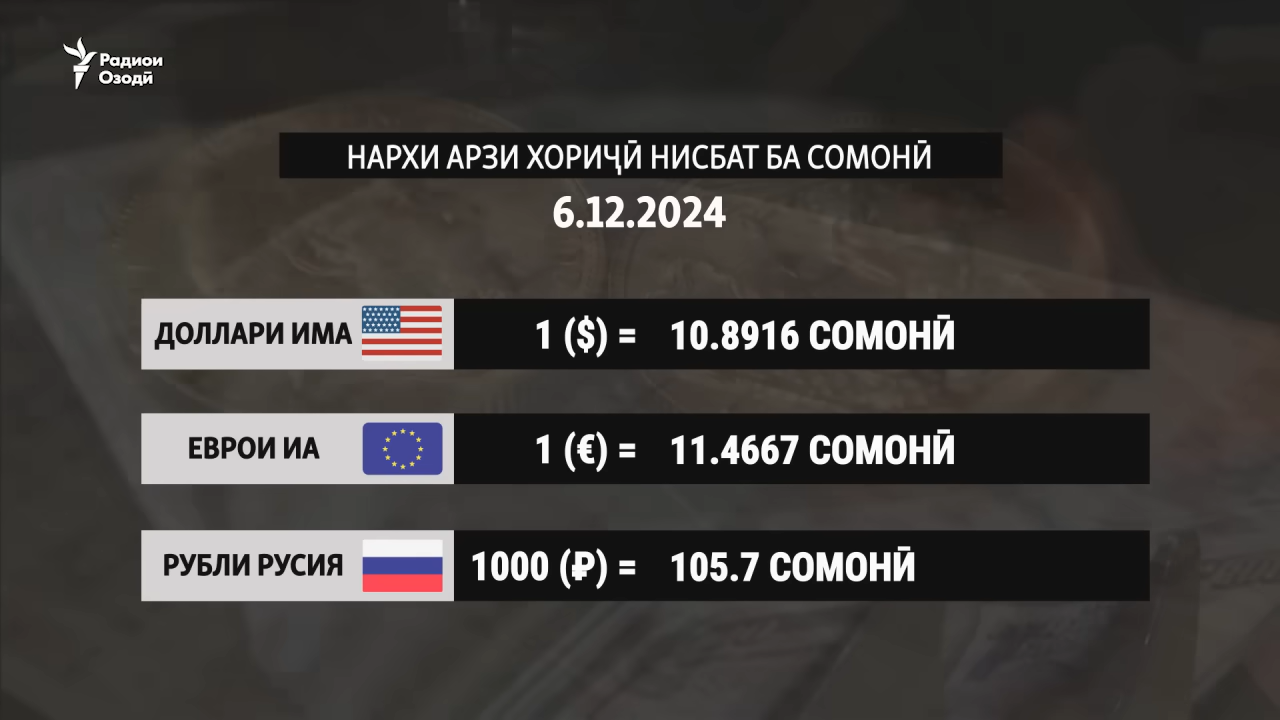 Радиои
Озодӣ
НАРХИ АРЗИ ХОРИҶӢ НИСБАТ БА СОМОНӢ
6.12.2024
ДОЛЛАРИ ИМА 1 ($) = 10.8916 СОМОНӢ
ЕВРОИ ИА 1 (€) = 11.4667 СОМОНӢ
РУБЛИ РУСИЯ 1000 (₽) = 105.7 СОМОНӢ